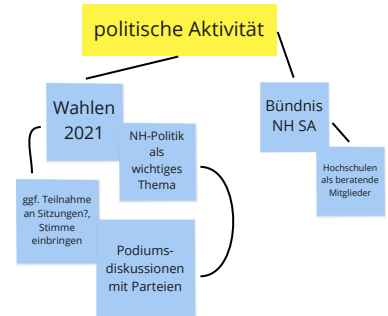 politische Aktivität
Wahlen
2021
NH-Politik
als
wichtiges
Thema
ggf. Teilnahme
an Sitzungen?,
Stimme
einbringen
Podiums-
diskussionen
mit Parteien
Bündnis
NH SA
Hochschulen
als beratende
Mitglieder